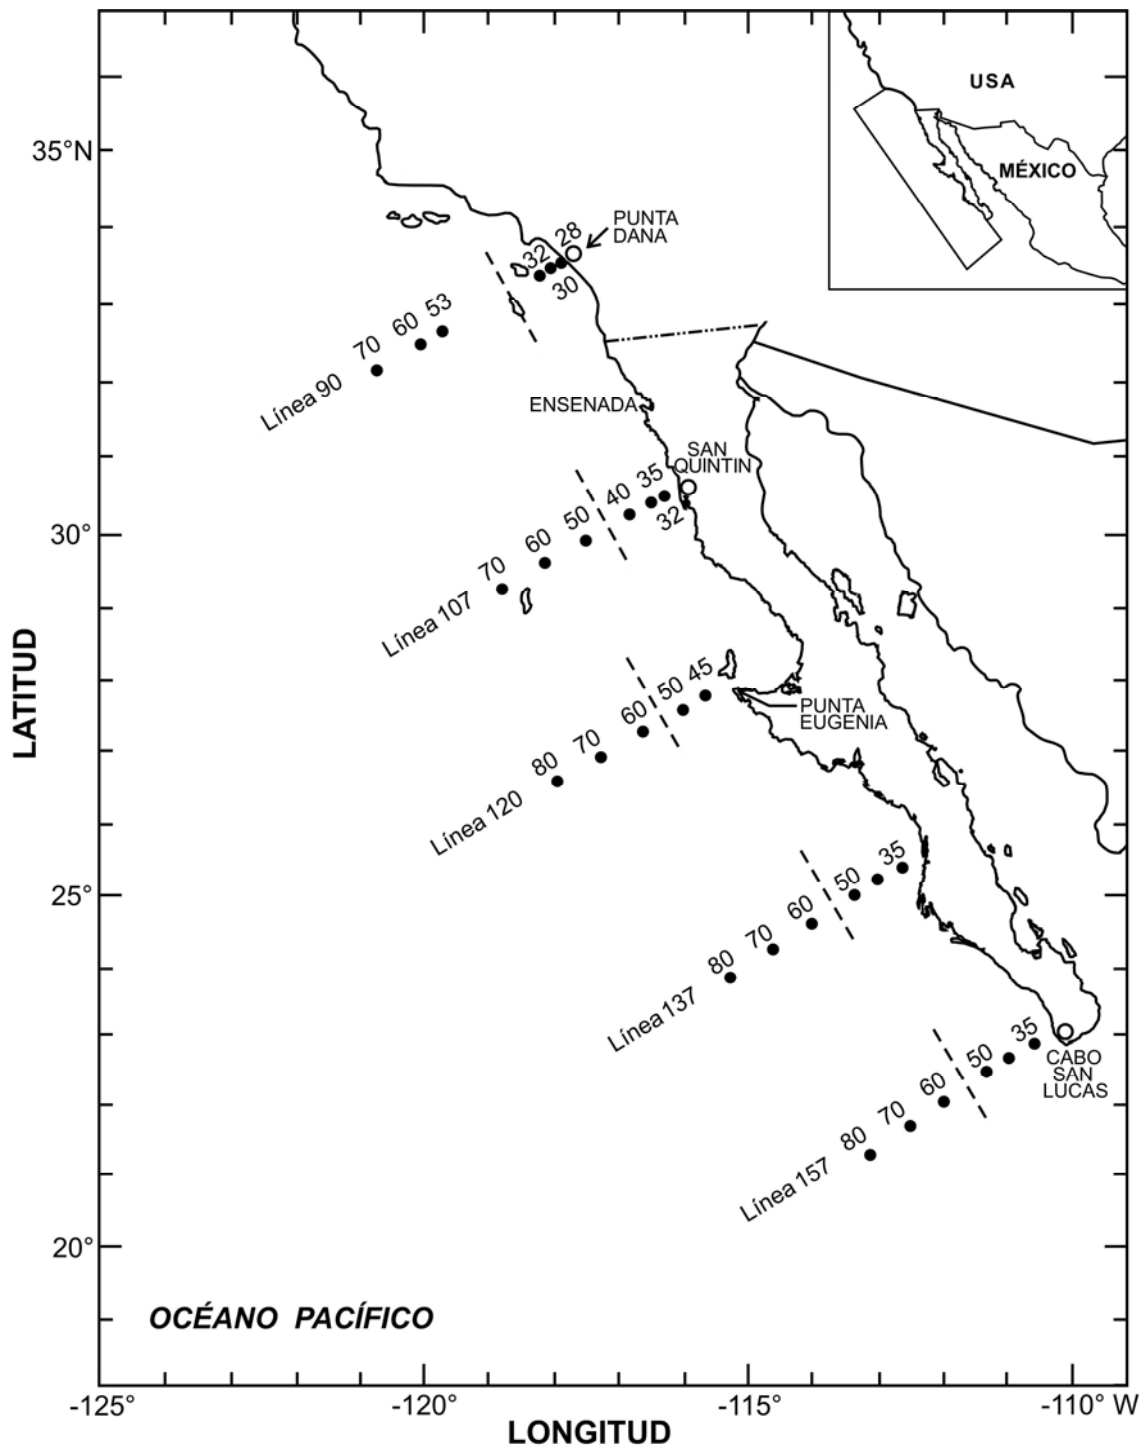 USA
MÉXICO
35°N
PUNTA
DANA
28
32
30
53
60
70
Línea 90
ENSENADA
SAN
QUINTIN
35
40
32
50
60
70
Línea 107
30°
45
50
60
70
80
Línea 120
PUNTA
EUGENIA
LATITUD
35
50
60
70
80
Línea 137
25°
35
50
60
70
80
Línea 157
CABO
SAN
LUCAS
20°
OCÉANO PACÍFICO
-125°
-120°
-115°
-110° W
LONGITUD